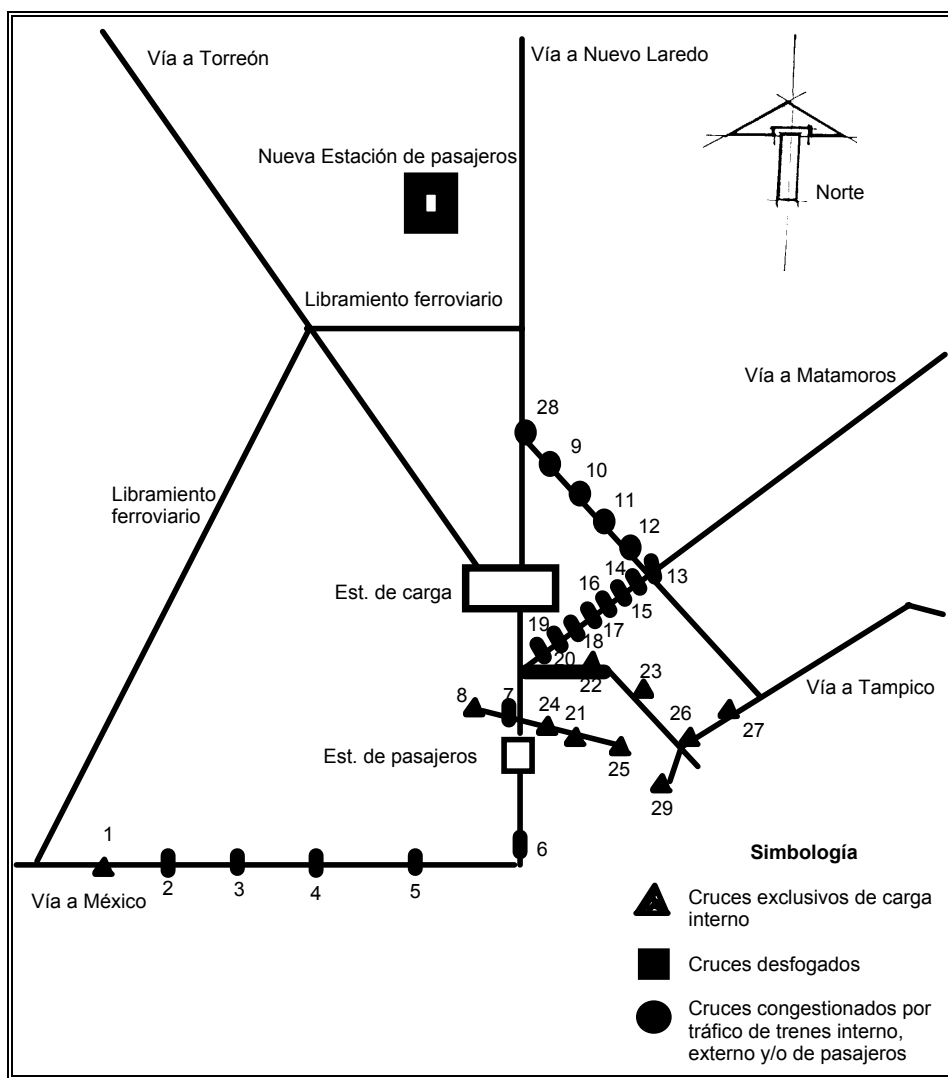 Vía a Torreón
Vía a Nuevo Laredo
Nueva Estación de pasajeros
Norte
Libramiento ferroviario
Vía a Matamoros
28
9
10
11
12
Libramiento
ferroviario
13
14
15
16
Est. de carga
17
19
18
20
22
23
Vía a Tampico
8
7
24
21
26
27
25
Est. de pasajeros
29
1
6
2
3
4
5
Vía a México
Simbología
Cruces exclusivos de carga
interno
Cruces desfogados
Cruces congestionados por
tráfico de trenes interno,
externo y/o de pasajeros